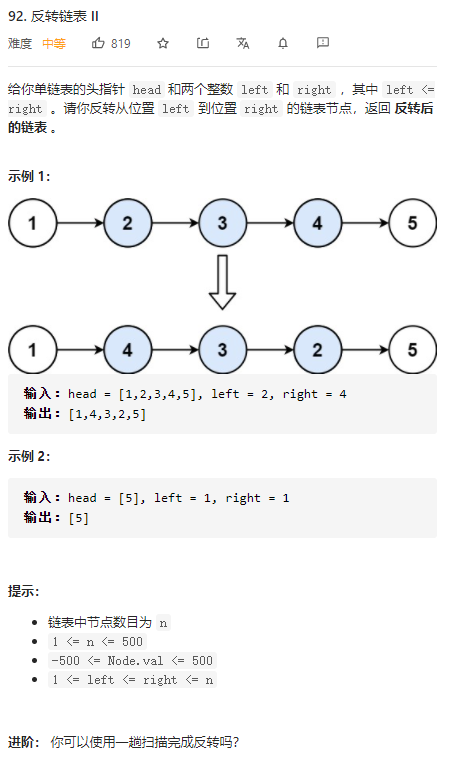 92. 反转链表 II
难度 中等 819
给你单链表的头指针 head 和两个整数 left 和 right ，其中 left <=
right 。请你反转从位置 left 到位置 right 的链表节点，返回 反转后
的链表 。
示例 1：
1 2 3 4 5
1 4 3 2 5
输入：head = [1,2,3,4,5], left = 2, right = 4
输出：[1,4,3,2,5]
示例 2：
输入：head = [5], left = 1, right = 1
输出：[5]
提示：
链表中节点数目为 n
1 <= n <= 500
-500 <= Node.val <= 500
1 <= left <= right <= n
进阶： 你可以使用一趟扫描完成反转吗？